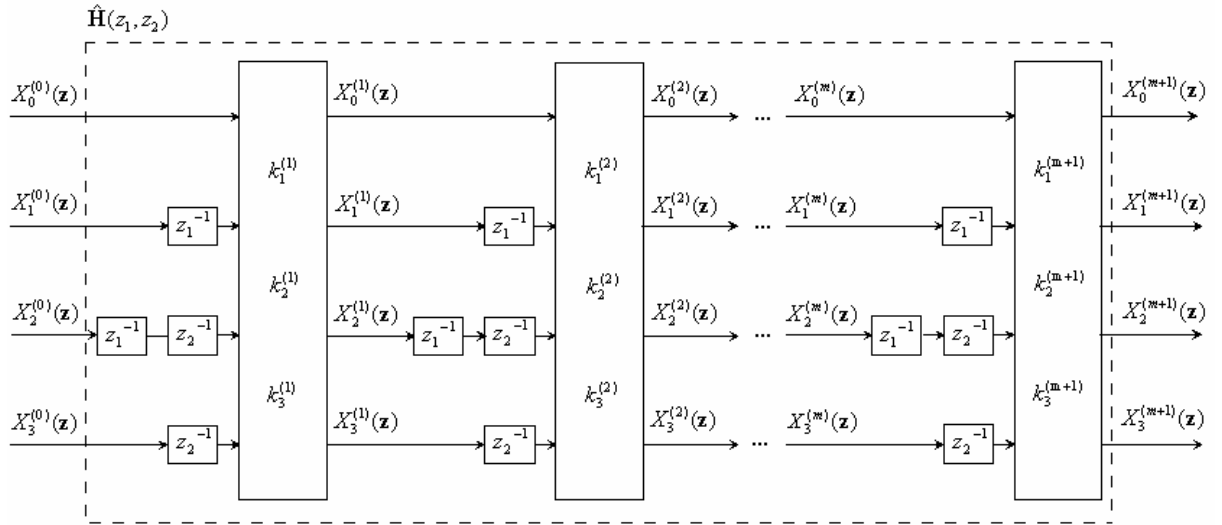 Ĥ(z₁,z₂)
X₀⁽⁰⁾(𝐳) X₀⁽¹⁾(𝐳) X₀⁽²⁾(𝐳) ... X₀⁽ᵐ⁾(𝐳) X₀⁽ᵐ⁺¹⁾(𝐳)
k₁⁽¹⁾ k₁⁽²⁾ k₁⁽ᵐ⁺¹⁾
X₁⁽⁰⁾(𝐳) z₁⁻¹ X₁⁽¹⁾(𝐳) z₁⁻¹ X₁⁽²⁾(𝐳) ... X₁⁽ᵐ⁾(𝐳) z₁⁻¹ X₁⁽ᵐ⁺¹⁾(𝐳)
k₂⁽¹⁾ k₂⁽²⁾ k₂⁽ᵐ⁺¹⁾
X₂⁽⁰⁾(𝐳) z₁⁻¹ z₂⁻¹ X₂⁽¹⁾(𝐳) z₁⁻¹ z₂⁻¹ X₂⁽²⁾(𝐳) ... X₂⁽ᵐ⁾(𝐳) z₁⁻¹ z₂⁻¹ X₂⁽ᵐ⁺¹⁾(𝐳)
k₃⁽¹⁾ k₃⁽²⁾ k₃⁽ᵐ⁺¹⁾
X₃⁽⁰⁾(𝐳) z₂⁻¹ X₃⁽¹⁾(𝐳) z₂⁻¹ X₃⁽²⁾(𝐳) ... X₃⁽ᵐ⁾(𝐳) z₂⁻¹ X₃⁽ᵐ⁺¹⁾(𝐳)